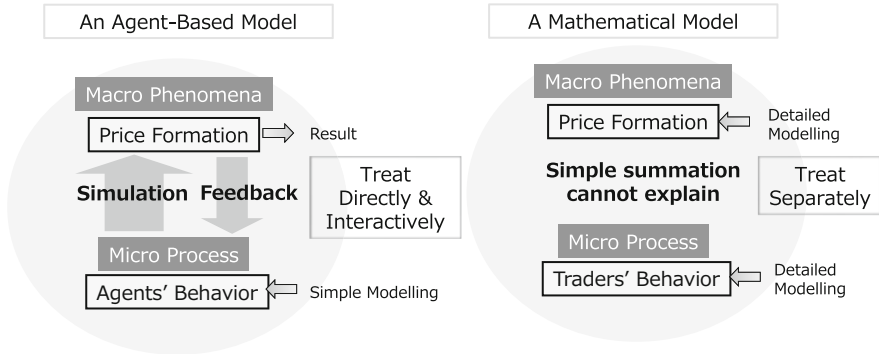 An Agent-Based Model
Macro Phenomena
Price Formation
Result
Simulation
Feedback
Treat
Directly &
Interactively
Micro Process
Agents' Behavior
Simple Modelling
A Mathematical Model
Macro Phenomena
Price Formation
Detailed
Modelling
Simple summation
cannot explain
Treat
Separately
Micro Process
Traders' Behavior
Detailed
Modelling